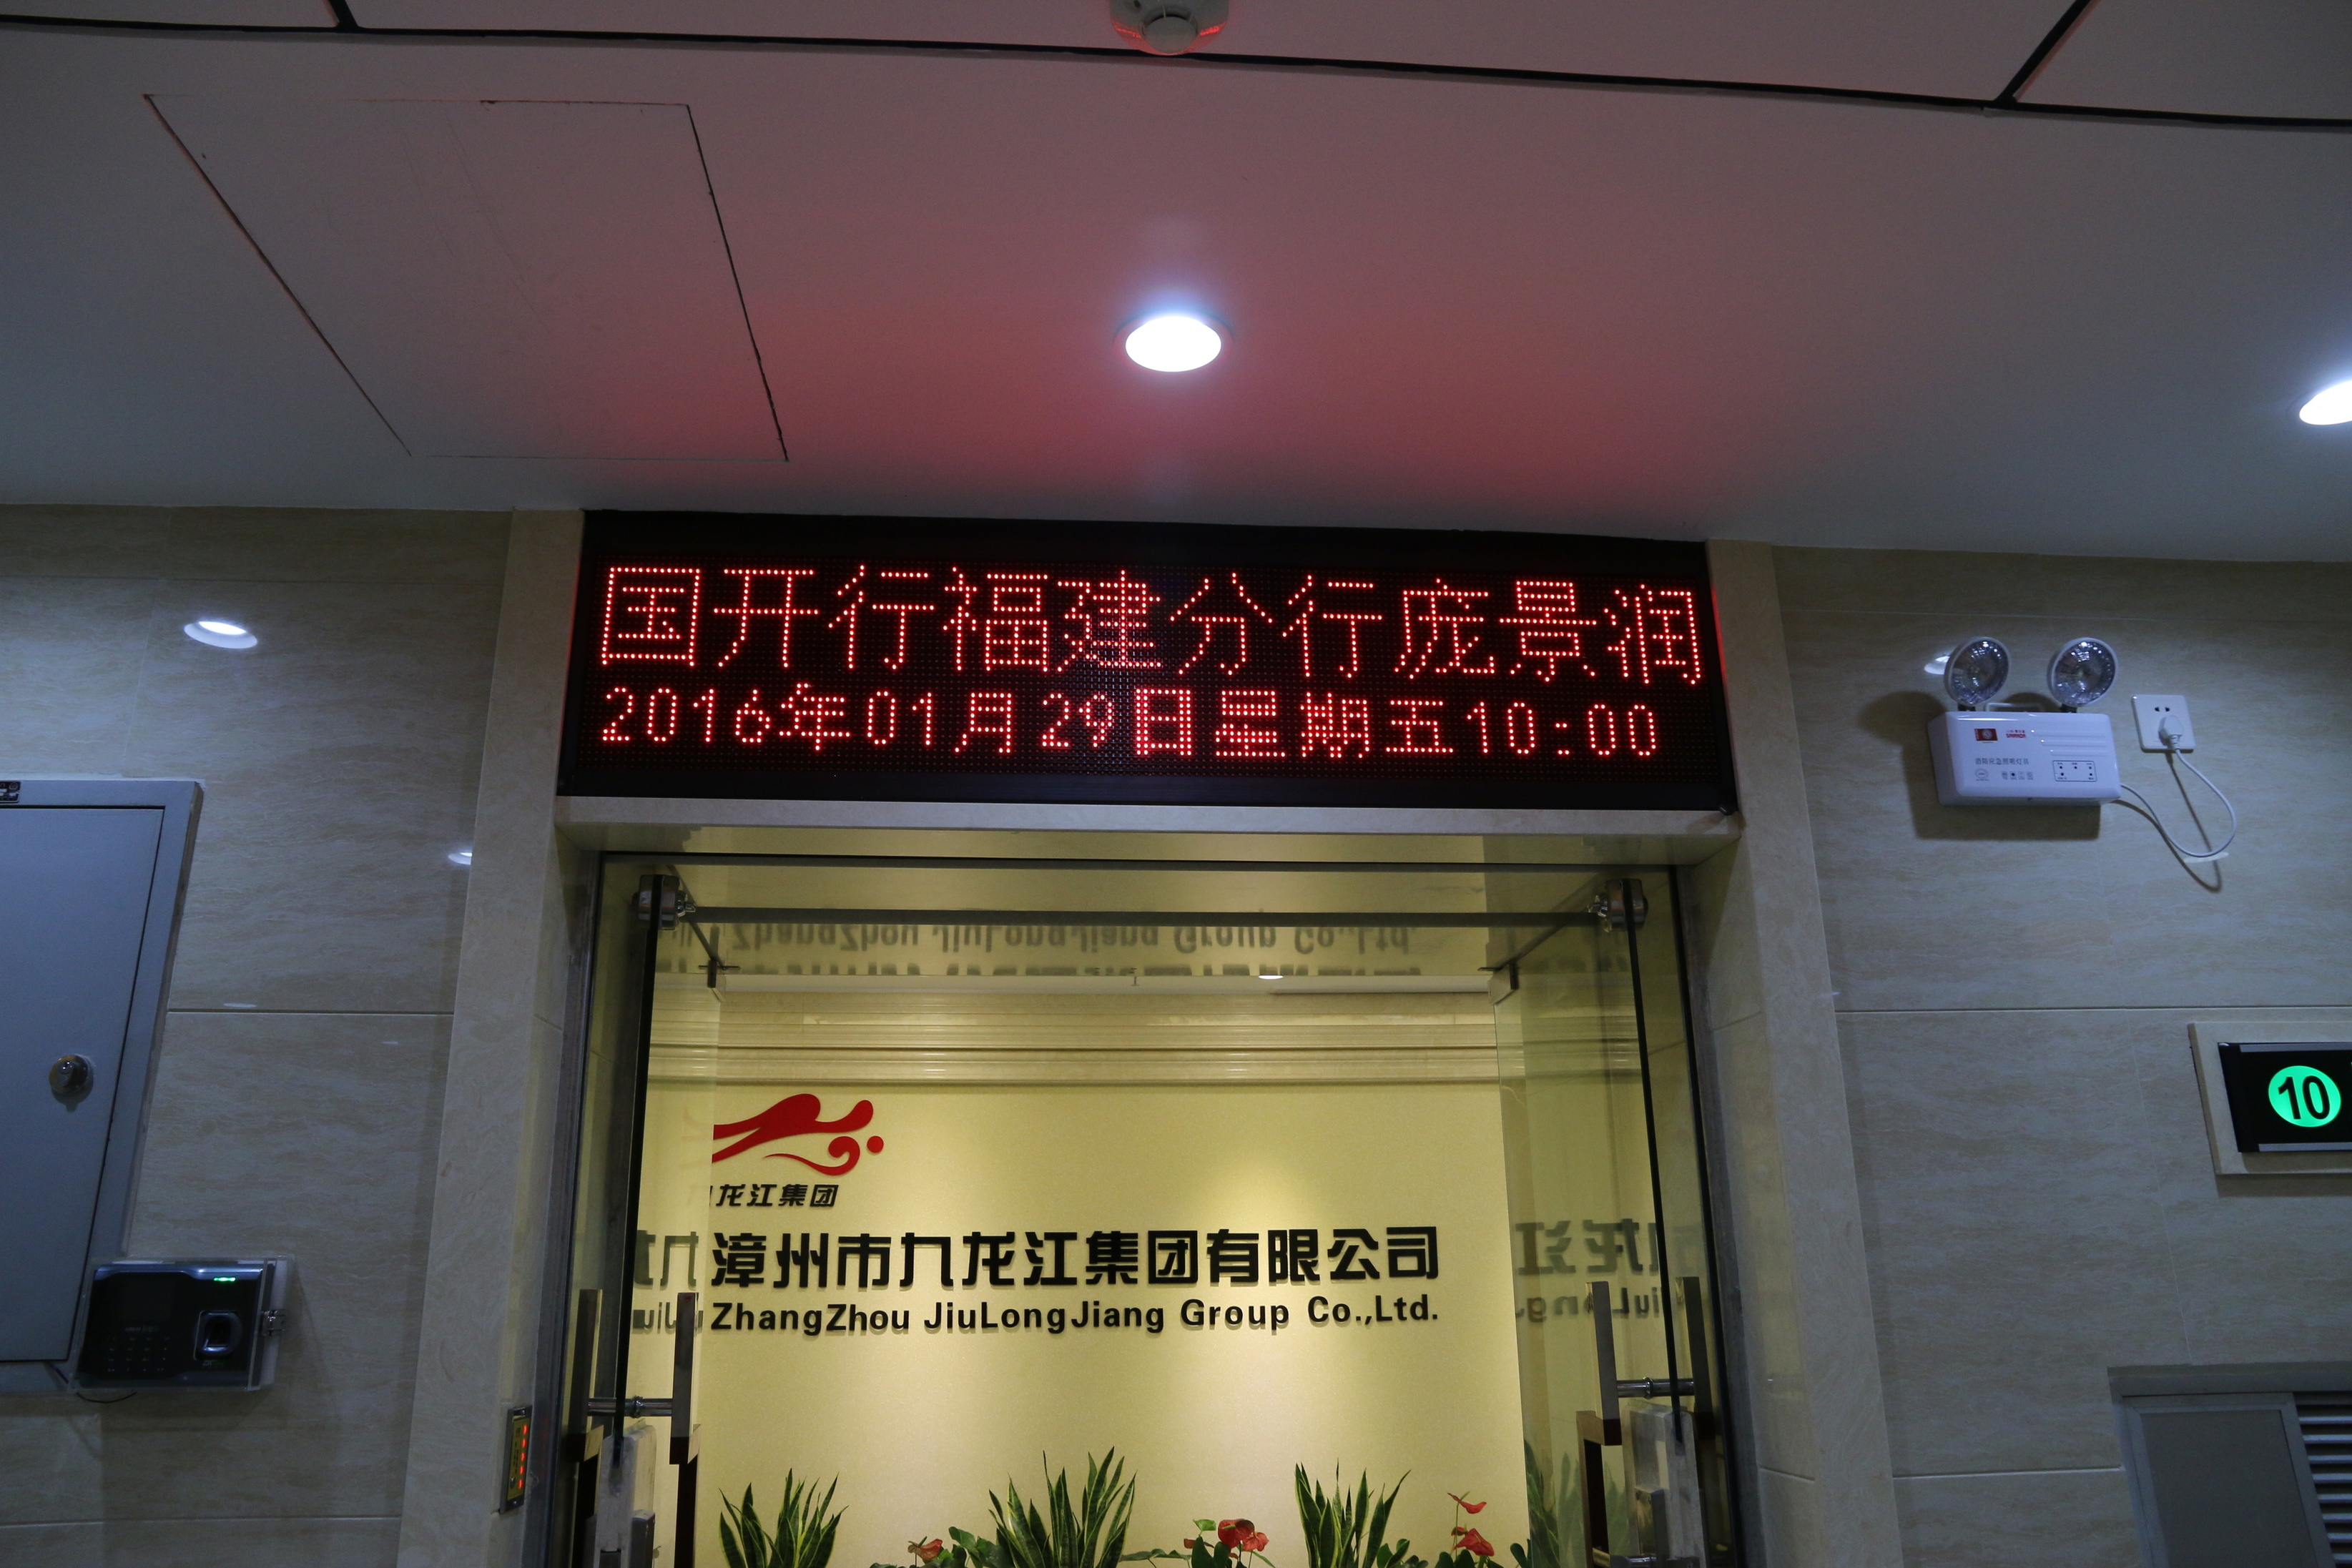 国开行福建分行庞景润
2016年01月29日星期五10:00
龙江集团
漳州市九龙江集团有限公司
ZhangZhou JiuLongJiang Group Co.,Ltd.
10